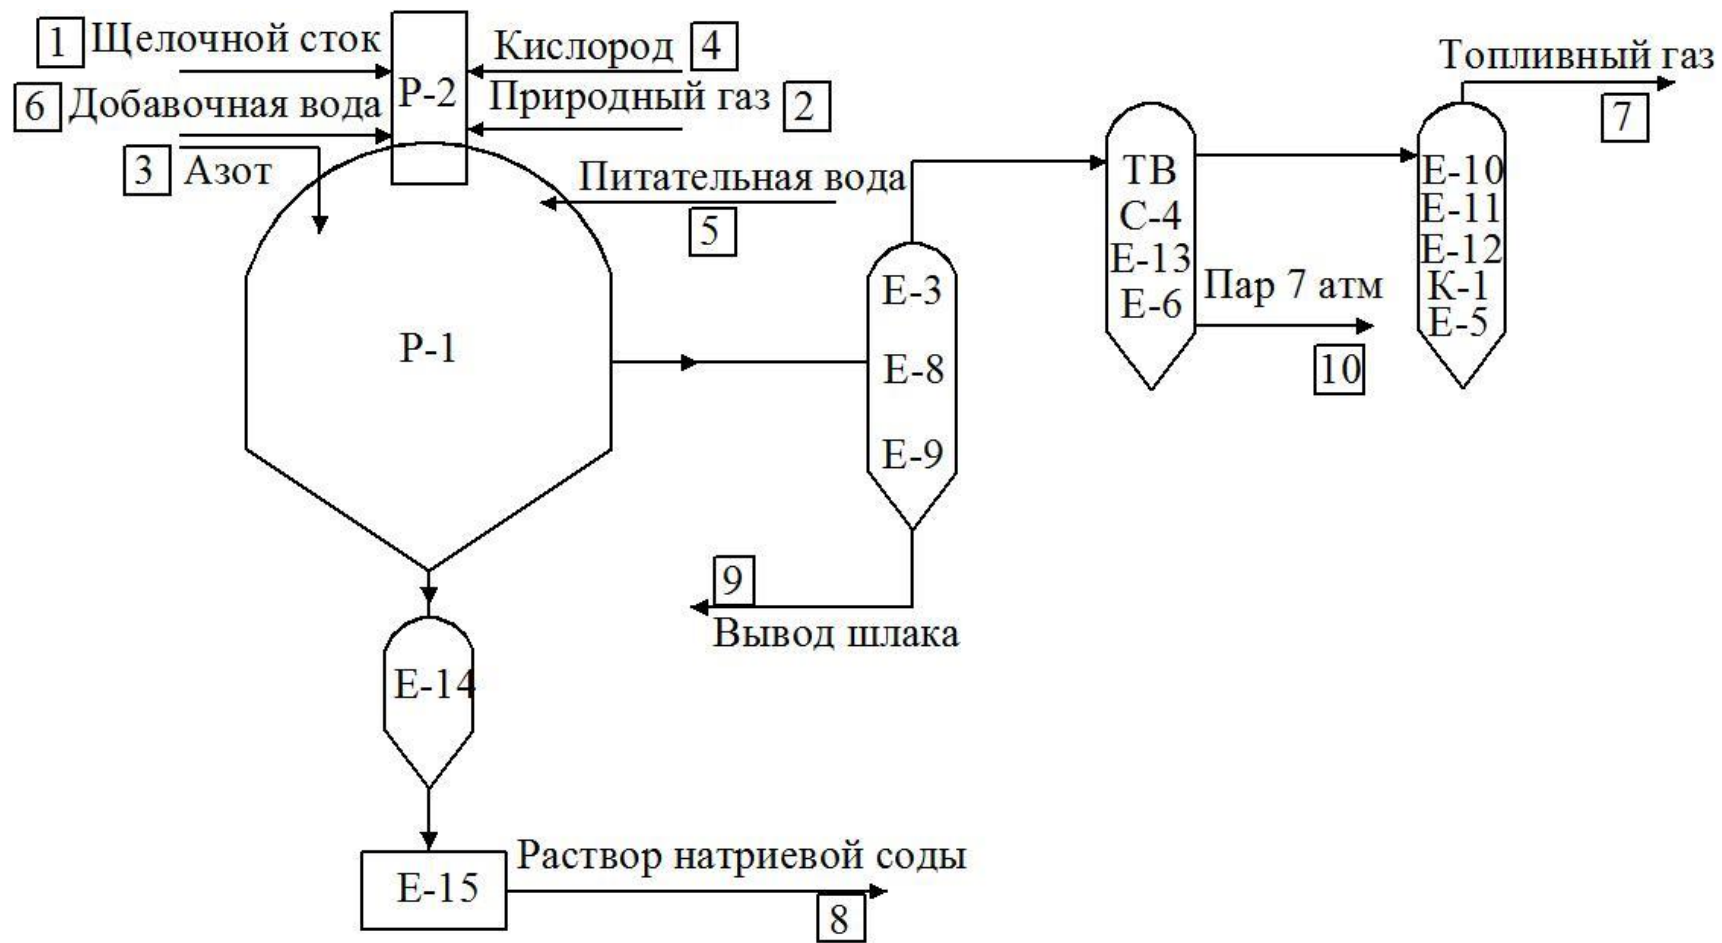 1 Щелочной сток
Кислород 4
Топливный газ
7
6 Добавочная вода
Р-2
Природный газ 2
3 Азот
Питательная вода
5
ТВ
С-4
Е-13
Е-6
Е-10
Е-11
Е-12
К-1
Е-5
Пар 7 атм
10
Р-1
Е-3
Е-8
Е-9
9
Вывод шлака
Е-14
Е-15
Раствор натриевой соды
8